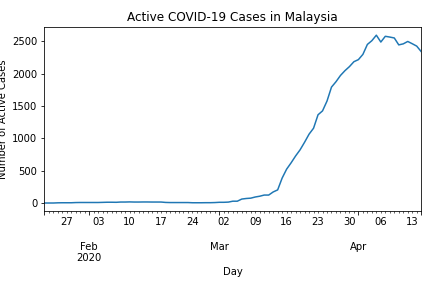 Active COVID-19 Cases in Malaysia
Number of Active Cases
2500
2000
1500
1000
500
0
27 03 10 17 24 02 09 16 23 30 06 13
Feb Mar Apr
2020
Day